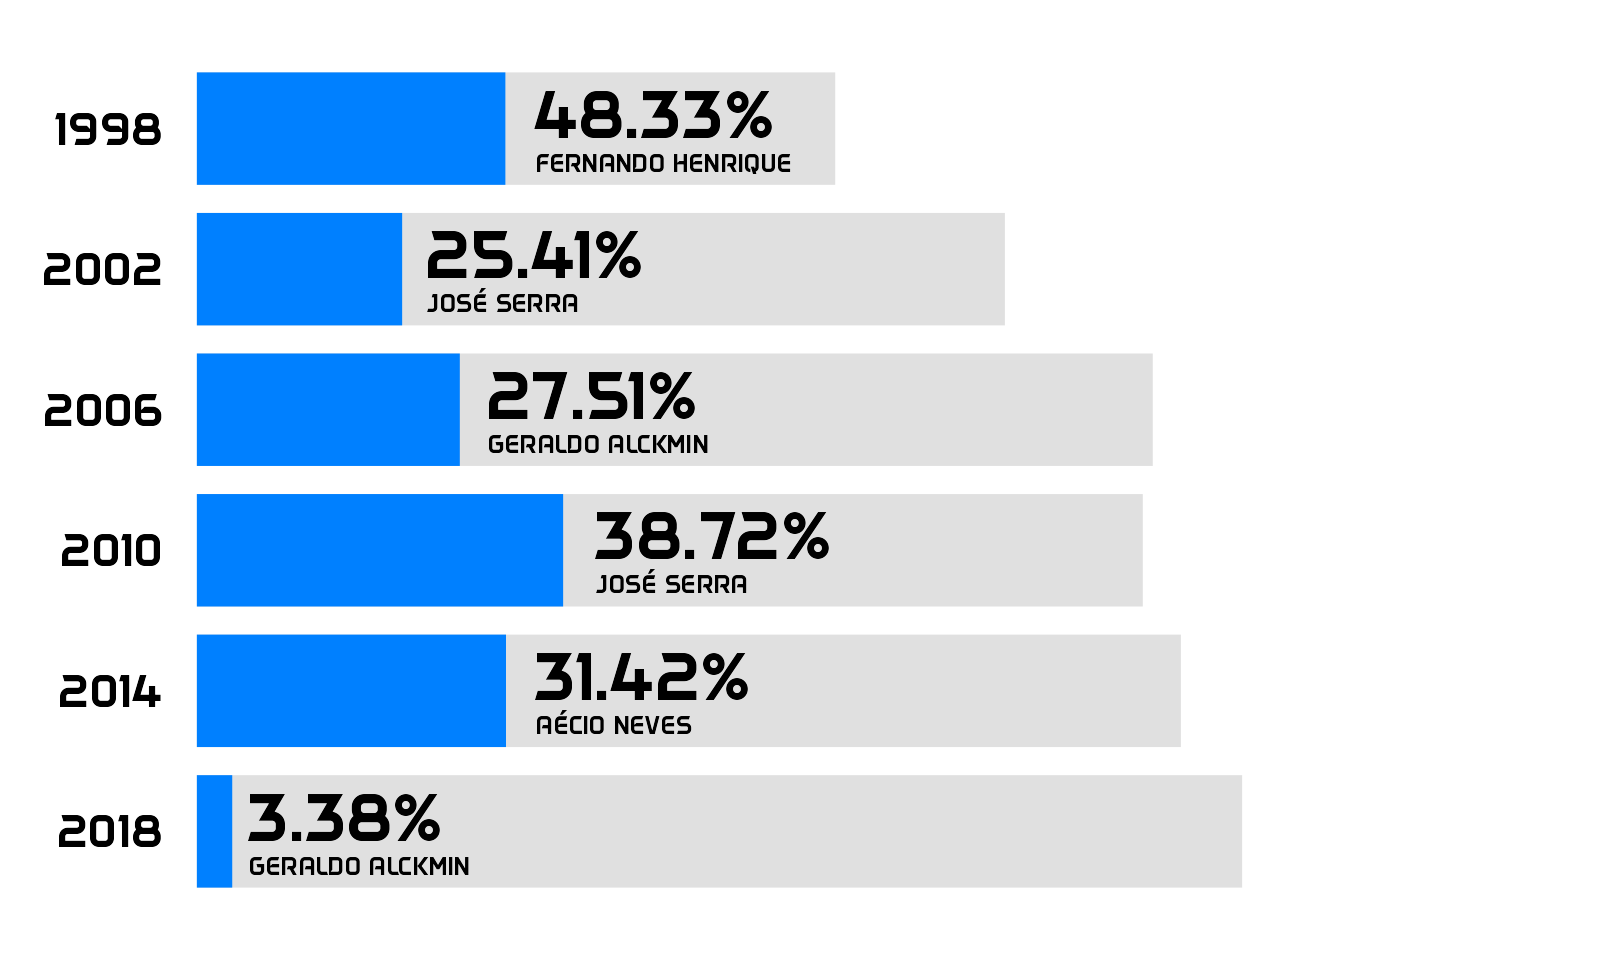 1998
48.33%
FERNANDO HENRIQUE
2002
25.41%
JOSÉ SERRA
2006
27.51%
GERALDO ALCKMIN
2010
38.72%
JOSÉ SERRA
2014
31.42%
AÉCIO NEVES
2018
3.38%
GERALDO ALCKMIN